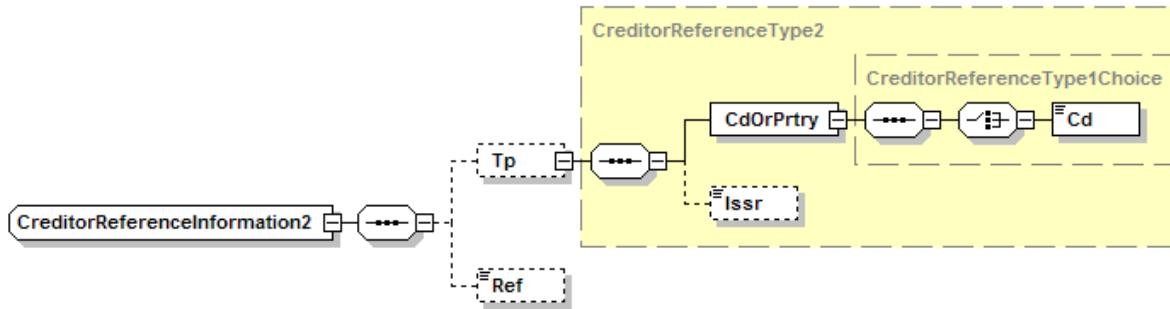 CreditorReferenceType2
CreditorReferenceType1Choice
CdOrPrtry
Cd
Tp
Issr
CreditorReferenceInformation2
Ref